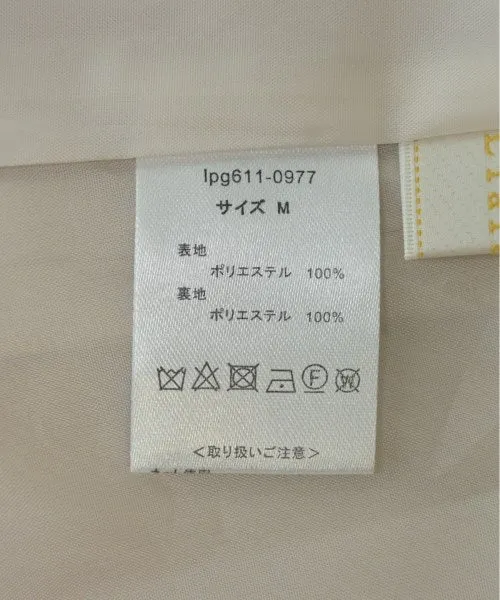 lpg611-0977
サイズ M
表地
ポリエステル 100%
裏地
ポリエステル 100%
F
W
<取り扱いご注意>